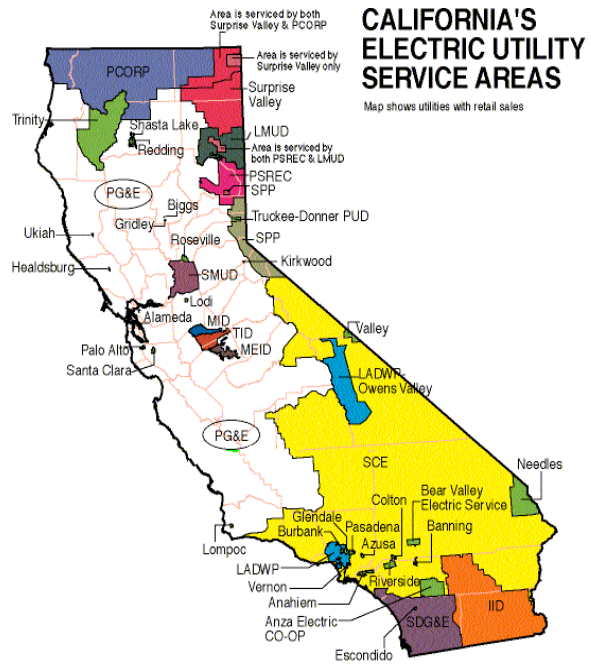 CALIFORNIA'S
ELECTRIC UTILITY
SERVICE AREAS
Map shows utilities with retail sales
Area is serviced by both
Surprise Valley & PCORP
Area is serviced by
Surprise Valley only
PCORP
Surprise
Valley
Trinity
Shasta Lake
Redding
LMUD
Area is serviced by
both PSREC & LMUD
PSREC
SPP
PG&E
Biggs
Gridley
Truckee-Donner PUD
Ukiah
Roseville
SPP
Healdsburg
Kirkwood
SMUD
Lodi
Alameda
MID
TID
MEID
Valley
Palo Alto
Santa Clara
LADWP-
Owens Valley
PG&E
SCE
Needles
Colton
Bear Valley
Electric Service
Glendale
Burbank
Pasadena
Banning
Azusa
Lompoc
LADWP
Vernon
Riverside
Anahiem
IID
Anza Electric
CO-OP
SDG&E
Escondido